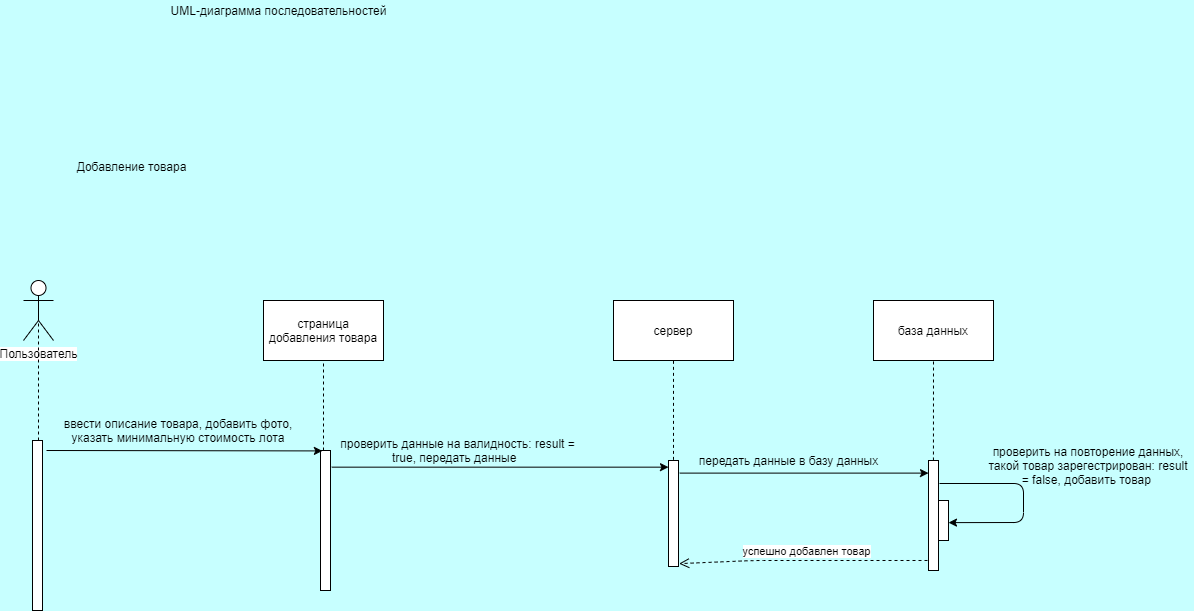 UML-диаграмма последовательностей
Добавление товара
Пользователь
страница
добавления товара
сервер
база данных
ввести описание товара, добавить фото,
указать минимальную стоимость лота
проверить данные на валидность: result =
true, передать данные
передать данные в базу данных
проверить на повторение данных,
такой товар зарегестрирован: result
= false, добавить товар
успешно добавлен товар